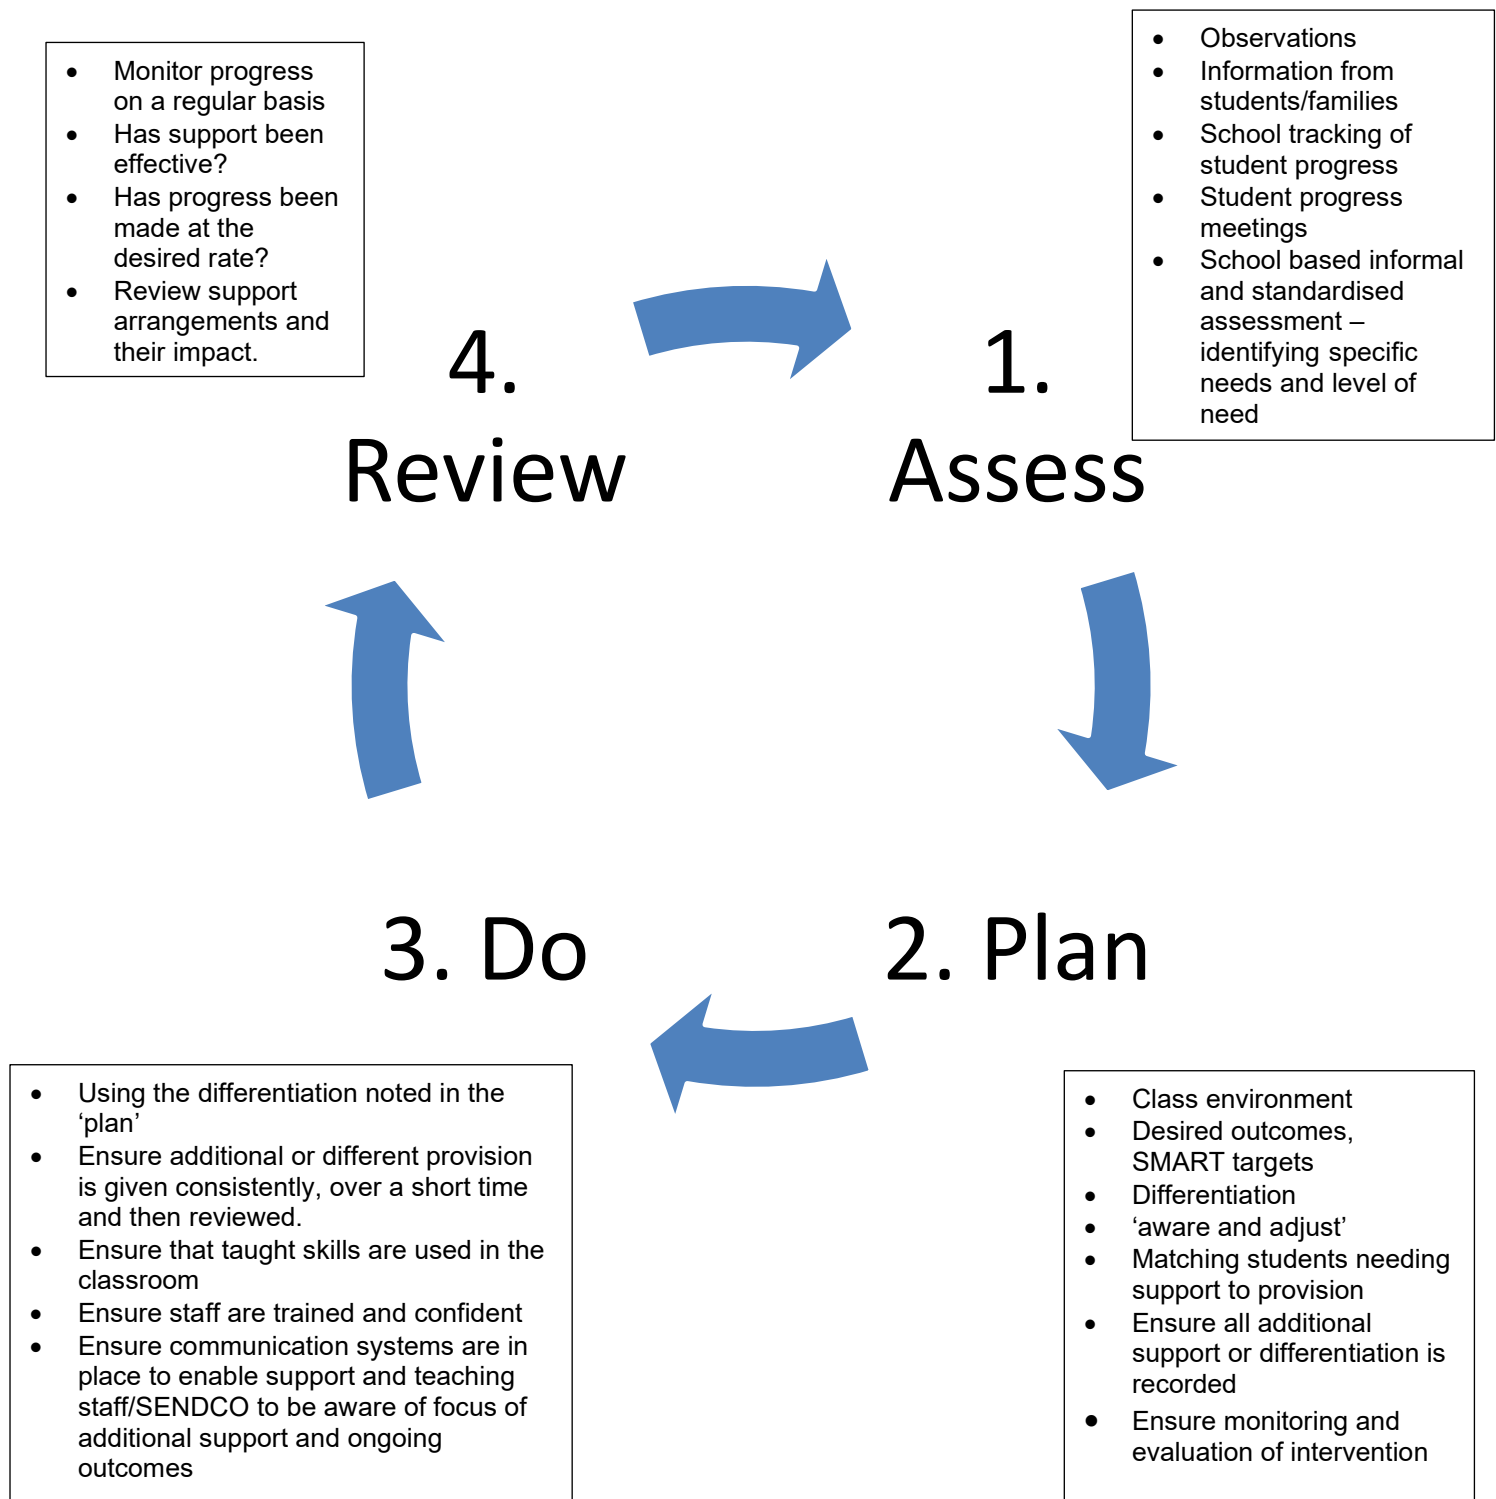 • Monitor progress
on a regular basis
• Has support been
effective?
• Has progress been
made at the
desired rate?
• Review support
arrangements and
their impact.
• Observations
• Information from
students/families
• School tracking of
student progress
• Student progress
meetings
• School based informal
and standardised
assessment –
identifying specific
needs and level of
need
4.
Review
1.
Assess
3. Do
2. Plan
• Using the differentiation noted in the
‘plan’
• Ensure additional or different provision
is given consistently, over a short time
and then reviewed.
• Ensure that taught skills are used in the
classroom
• Ensure staff are trained and confident
• Ensure communication systems are in
place to enable support and teaching
staff/SENDCO to be aware of focus of
additional support and ongoing
outcomes
• Class environment
• Desired outcomes,
SMART targets
• Differentiation
• ‘aware and adjust’
• Matching students needing
support to provision
• Ensure all additional
support or differentiation is
recorded
• Ensure monitoring and
evaluation of intervention